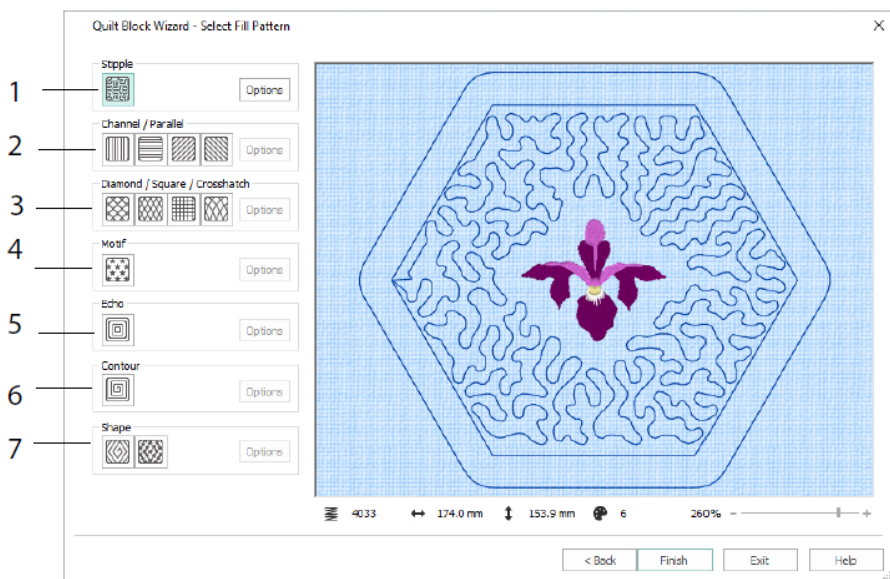 Quilt Block Wizard - Select Fill Pattern
Stipple
1
Options
Channel / Parallel
2
Options
Diamond / Square / Crosshatch
3
Options
4
Motif
Options
Echo
5
Options
Contour
6
Options
Shape
7
Options
4033 174.0 mm 153.9 mm 6 260% - +
< Back Finish Exit Help